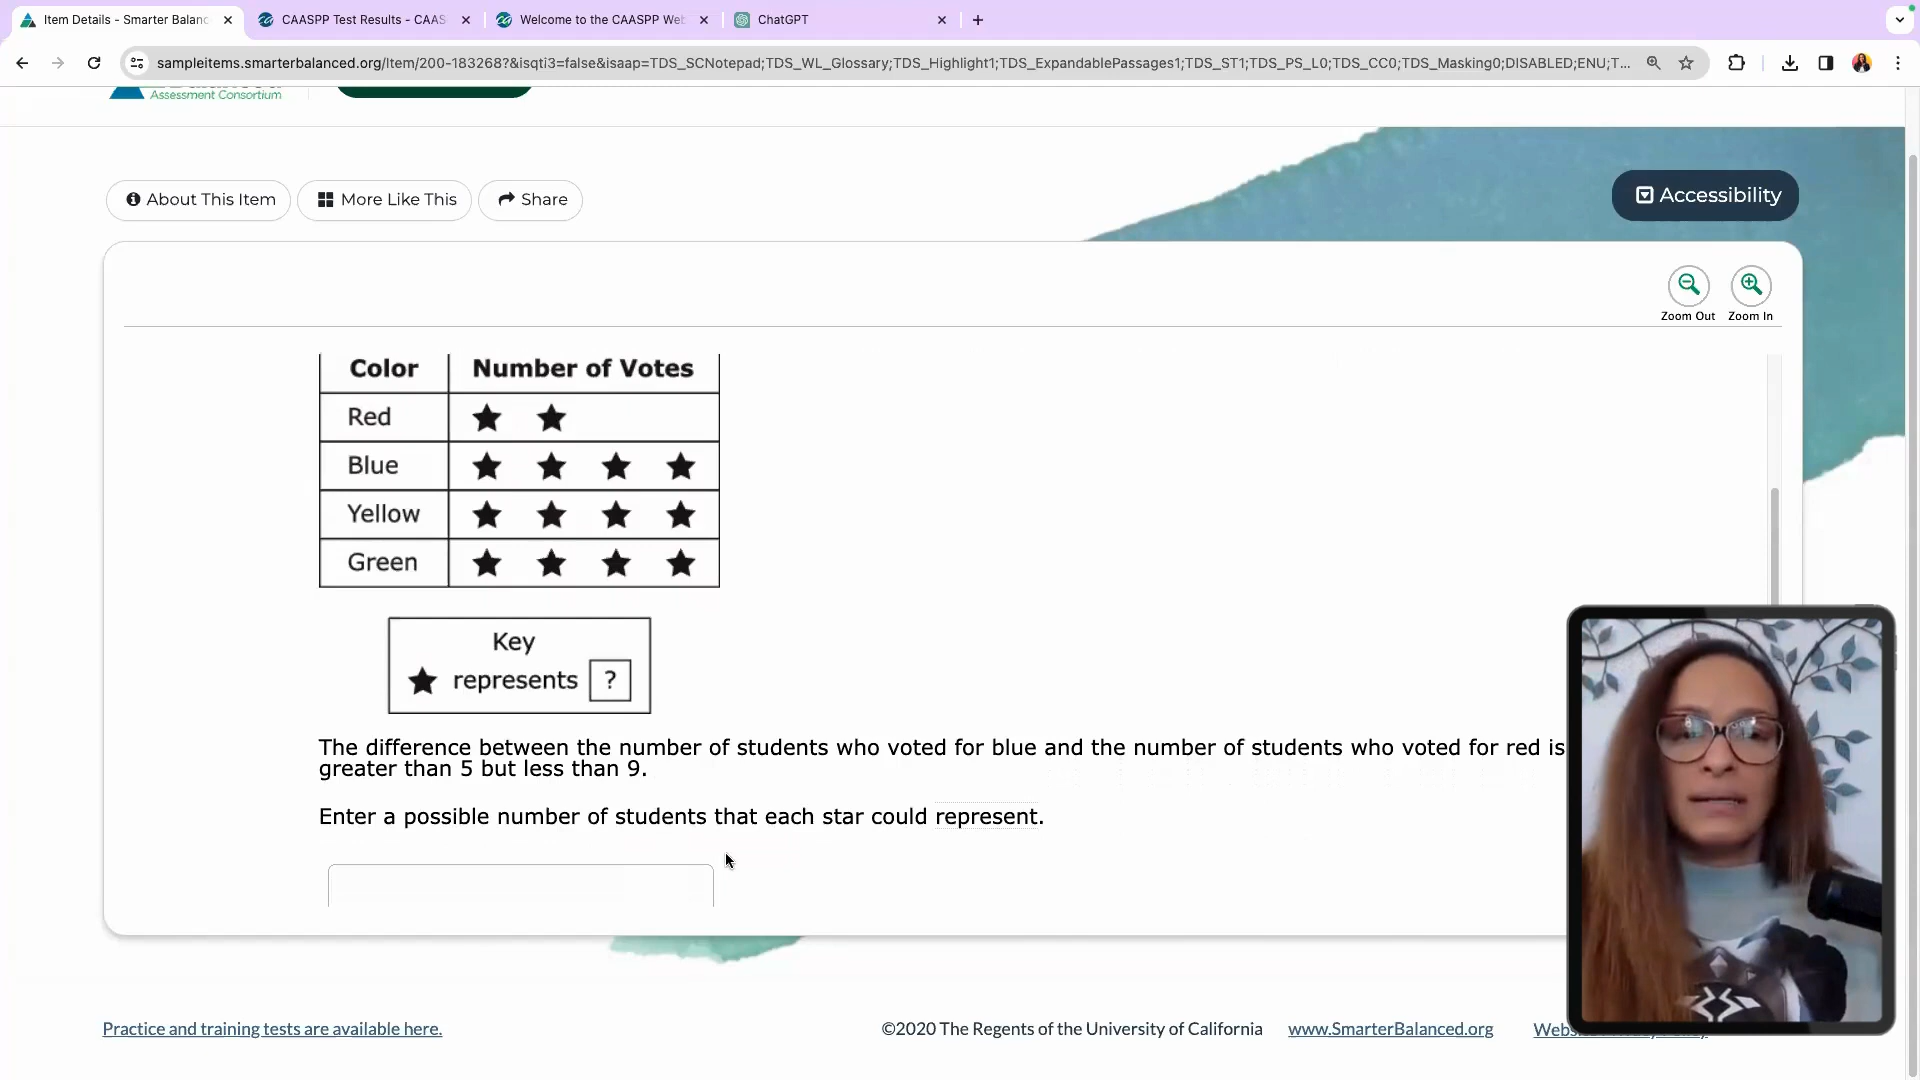 Item Details - Smarter Balanc
CAASPP Test Results - CAAS
Welcome to the CAASPP Web
ChatGPT
sampleitems.smarterbalanced.org/Item/200-183268?&isqti3=false&isaap=TDS_SCNotepad;TDS_WL_Glossary;TDS_Highlight1;TDS_ExpandablePassages1;TDS_ST1;TDS_PS_L0;TDS_CC0;TDS_Masking0;DISABLED;ENU;T...
Assessment Consortium
About This Item
More Like This
Share
Accessibility
Zoom Out
Zoom In
Color Number of Votes
Red
Blue
Yellow
Green
Key
represents ?
The difference between the number of students who voted for blue and the number of students who voted for red is
greater than 5 but less than 9.
Enter a possible number of students that each star could represent.
Practice and training tests are available here.
©2020 The Regents of the University of California
www.SmarterBalanced.org